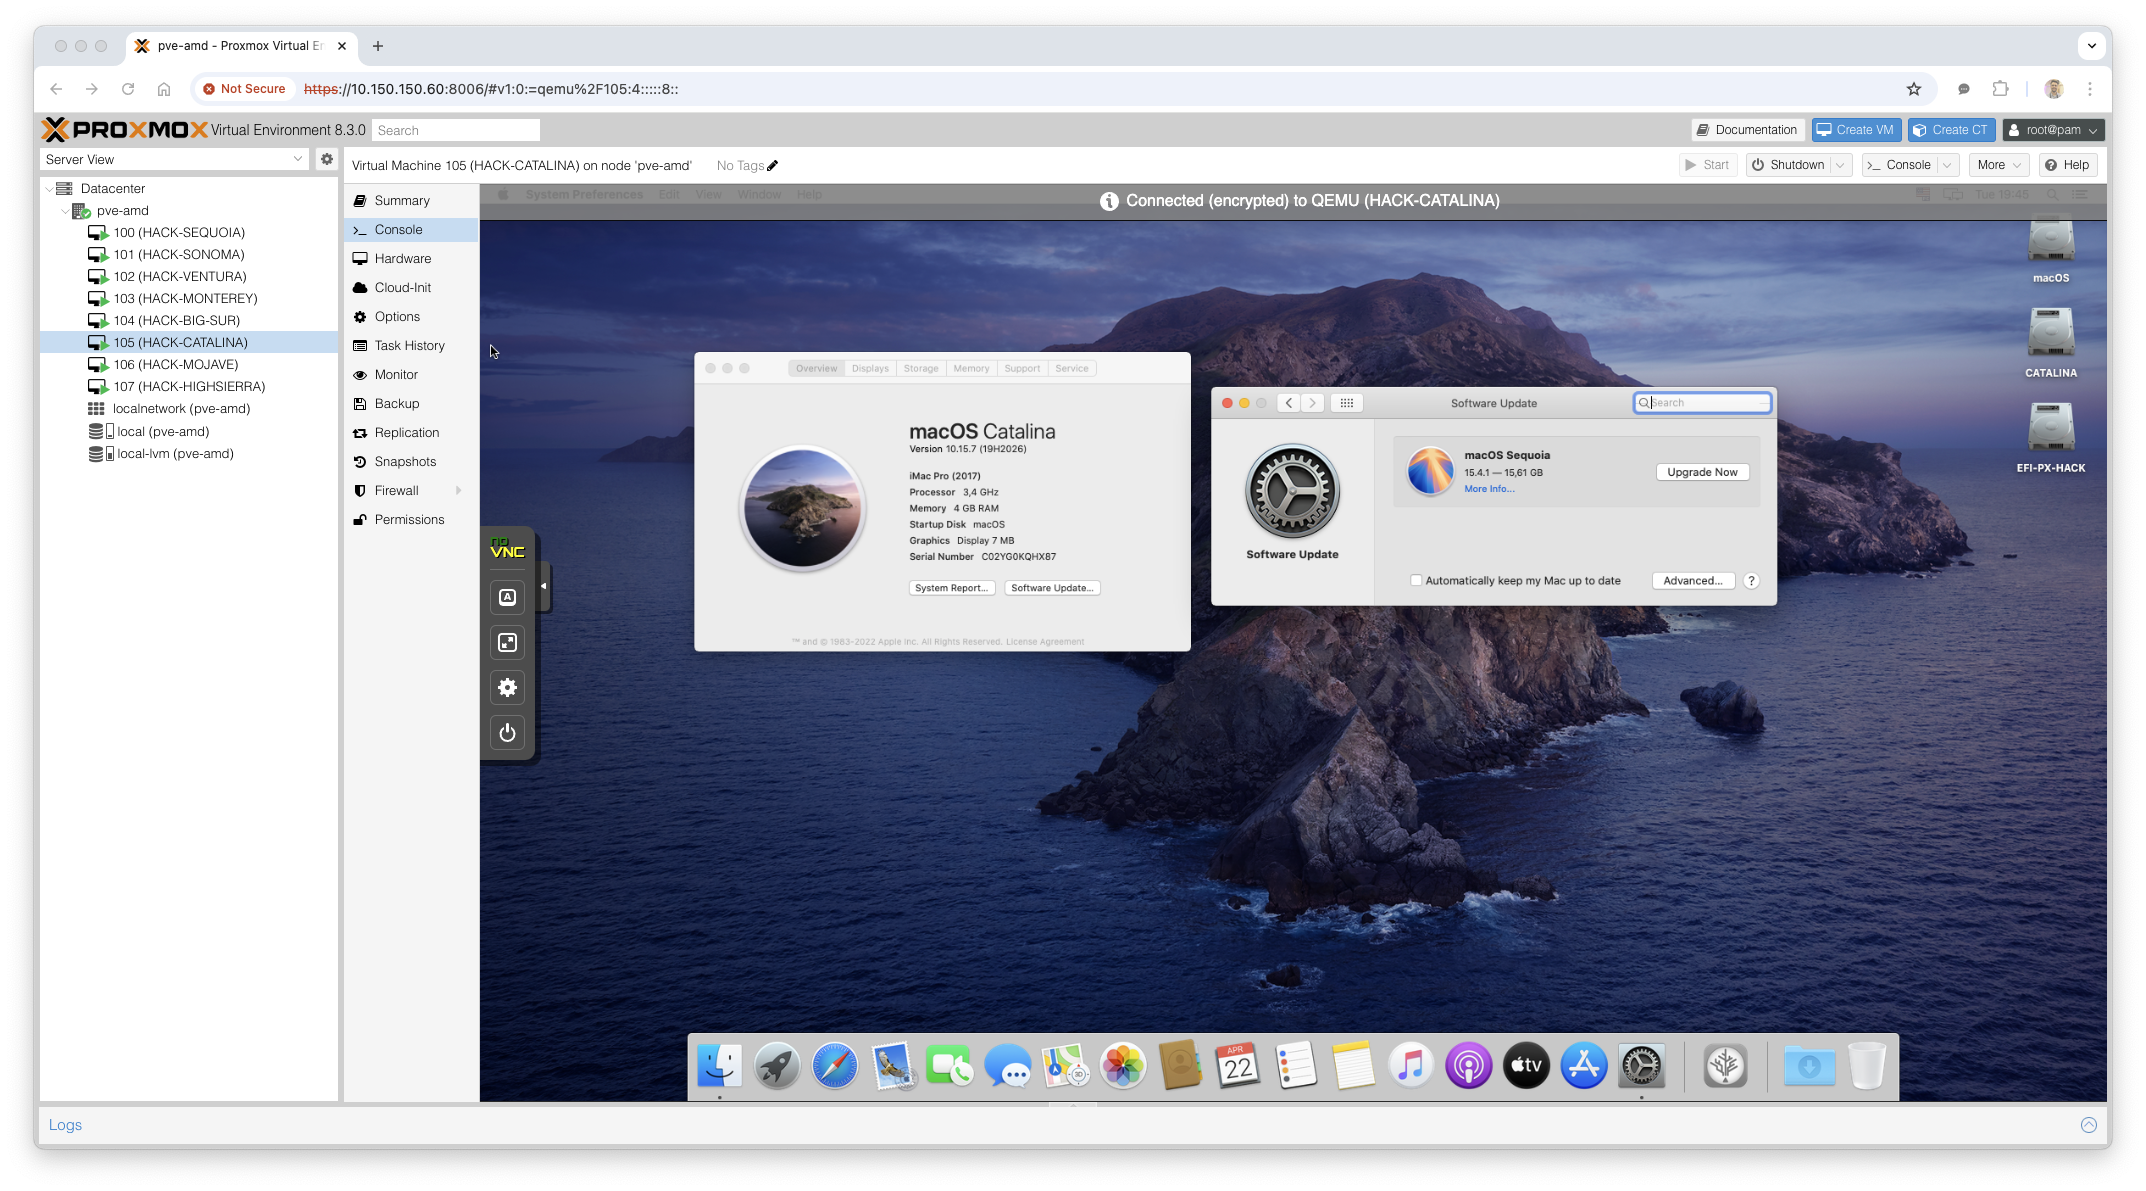 pve-amd - Proxmox Virtual Er
Not Secure
https://10.150.150.60:8006/#v1:0:=qemu%2F105:4:::::8::
PROXMOX Virtual Environment 8.3.0
Search
Documentation
Create VM
Create CT
root@pam
Server View
Virtual Machine 105 (HACK-CATALINA) on node 'pve-amd'
No Tags
Start
Shutdown
Console
More
Help
Datacenter
pve-amd
100 (HACK-SEQUOIA)
101 (HACK-SONOMA)
102 (HACK-VENTURA)
103 (HACK-MONTEREY)
104 (HACK-BIG-SUR)
105 (HACK-CATALINA)
106 (HACK-MOJAVE)
107 (HACK-HIGHSIERRA)
localnetwork (pve-amd)
local (pve-amd)
local-lvm (pve-amd)
Summary
Console
Hardware
Cloud-Init
Options
Task History
Monitor
Backup
Replication
Snapshots
Firewall
Permissions
System Preferences Edit View Window Help
Connected (encrypted) to QEMU (HACK-CATALINA)
Tue 19:45
macOS
CATALINA
EFI-PX-HACK
no
VNC
A
Overview
Displays
Storage
Memory
Support
Service
macOS Catalina
Version 10.15.7 (19H2026)
iMac Pro (2017)
Processor 3,4 GHz
Memory 4 GB RAM
Startup Disk macOS
Graphics Display 7 MB
Serial Number C02YG0KQHX87
System Report...
Software Update...
™ and © 1983-2022 Apple Inc. All Rights Reserved. License Agreement
Software Update
Search
Software Update
macOS Sequoia
15.4.1 — 15,61 GB
More Info...
Upgrade Now
Automatically keep my Mac up to date
Advanced...
?
3D
APR
22
tv
Logs